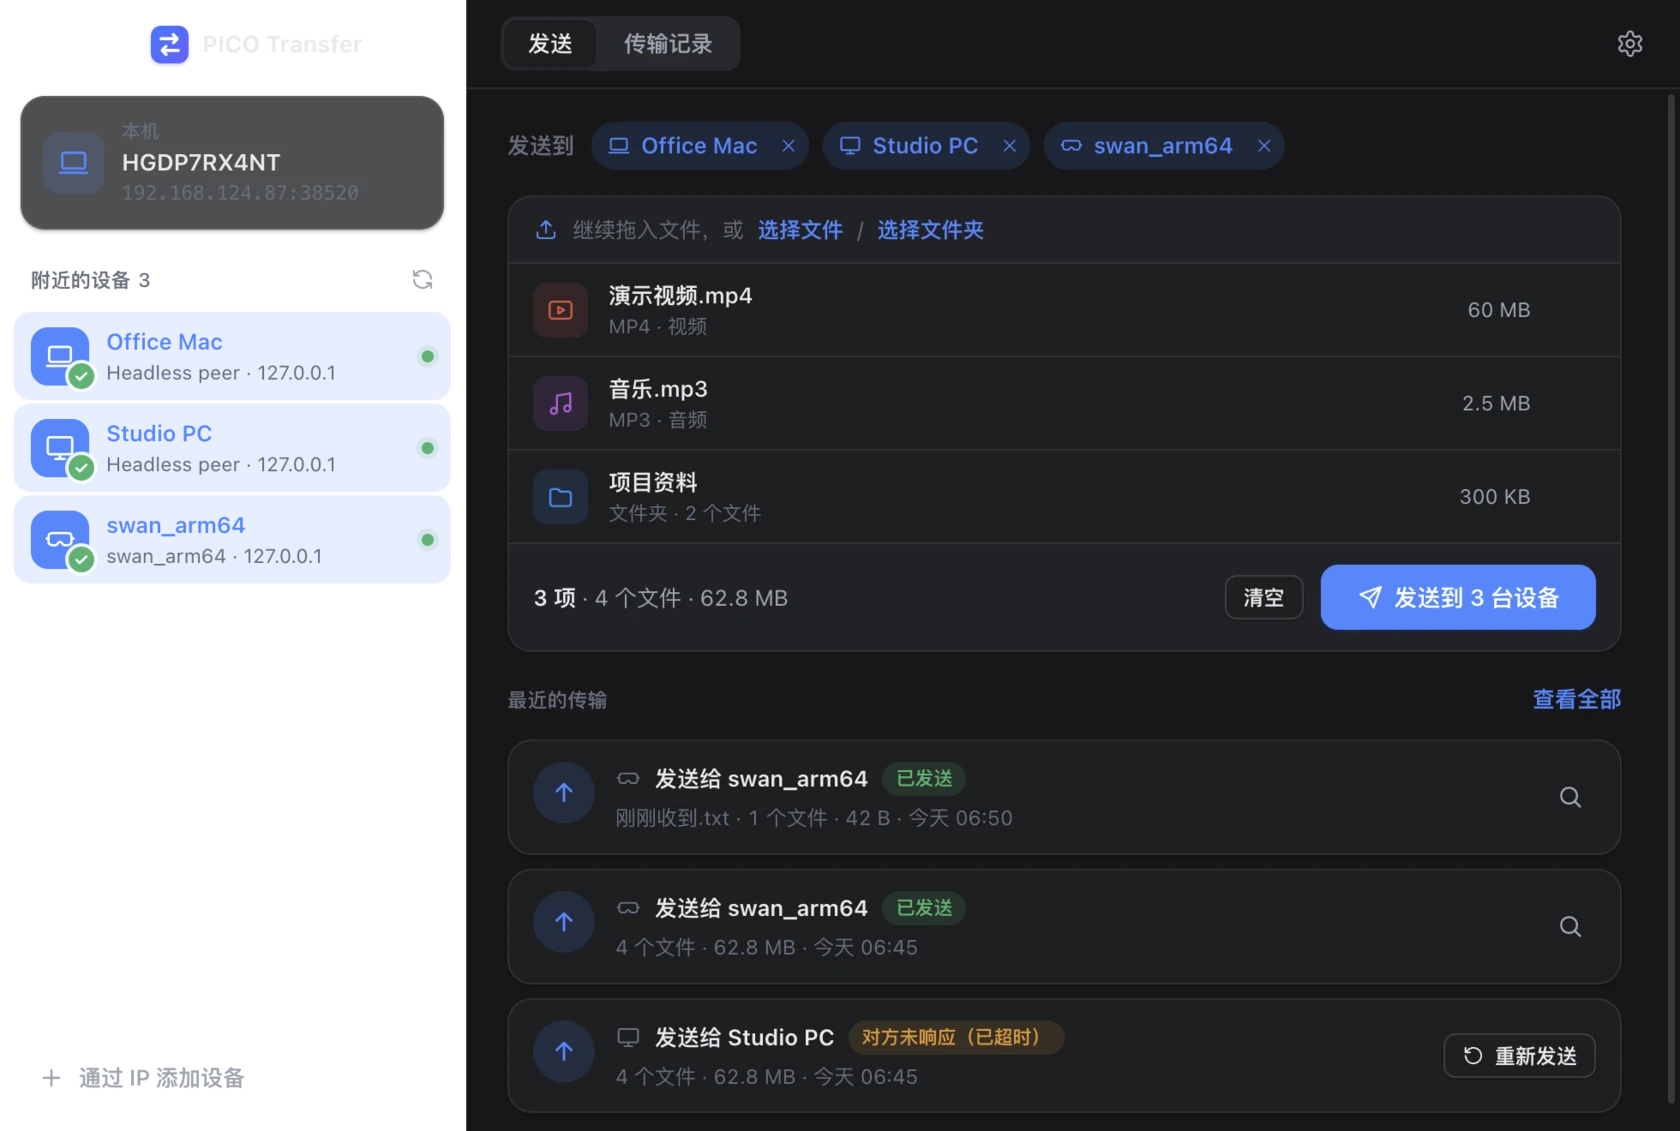 PICO Transfer
本机
HGDP7RX4NT
192.168.124.87:38520
附近的设备 3
Office Mac
Headless peer · 127.0.0.1
Studio PC
Headless peer · 127.0.0.1
swan_arm64
swan_arm64 · 127.0.0.1
通过 IP 添加设备
发送 传输记录
发送到 Office Mac Studio PC swan_arm64
继续拖入文件，或 选择文件 / 选择文件夹
演示视频.mp4
MP4 · 视频
60 MB
音乐.mp3
MP3 · 音频
2.5 MB
项目资料
文件夹 · 2 个文件
300 KB
3 项 · 4 个文件 · 62.8 MB
清空
发送到 3 台设备
最近的传输
查看全部
发送给 swan_arm64 已发送
刚刚收到.txt · 1 个文件 · 42 B · 今天 06:50
发送给 swan_arm64 已发送
4 个文件 · 62.8 MB · 今天 06:45
发送给 Studio PC 对方未响应（已超时）
4 个文件 · 62.8 MB · 今天 06:45
重新发送